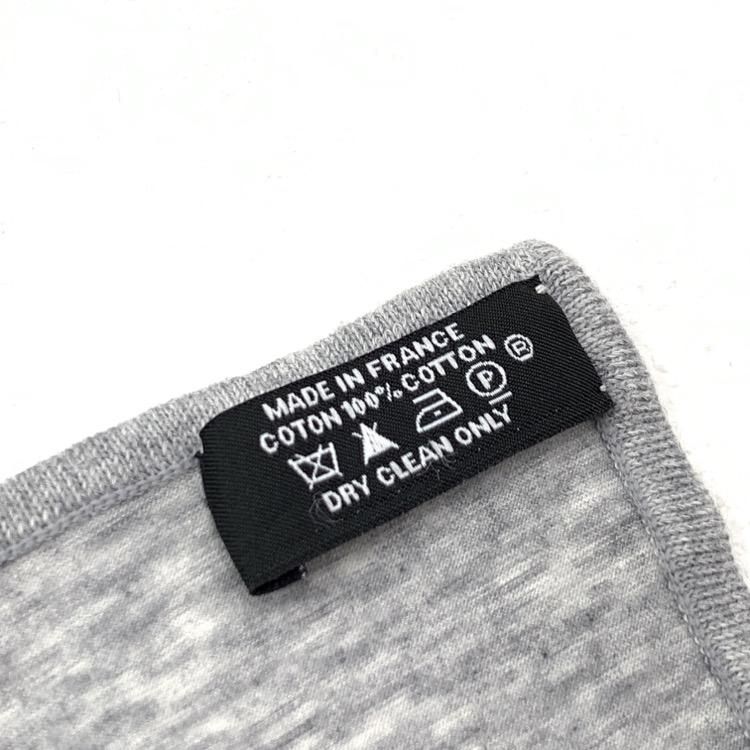 MADE IN FRANCE
COTON 100% COTTON ®
P
DRY CLEAN ONLY